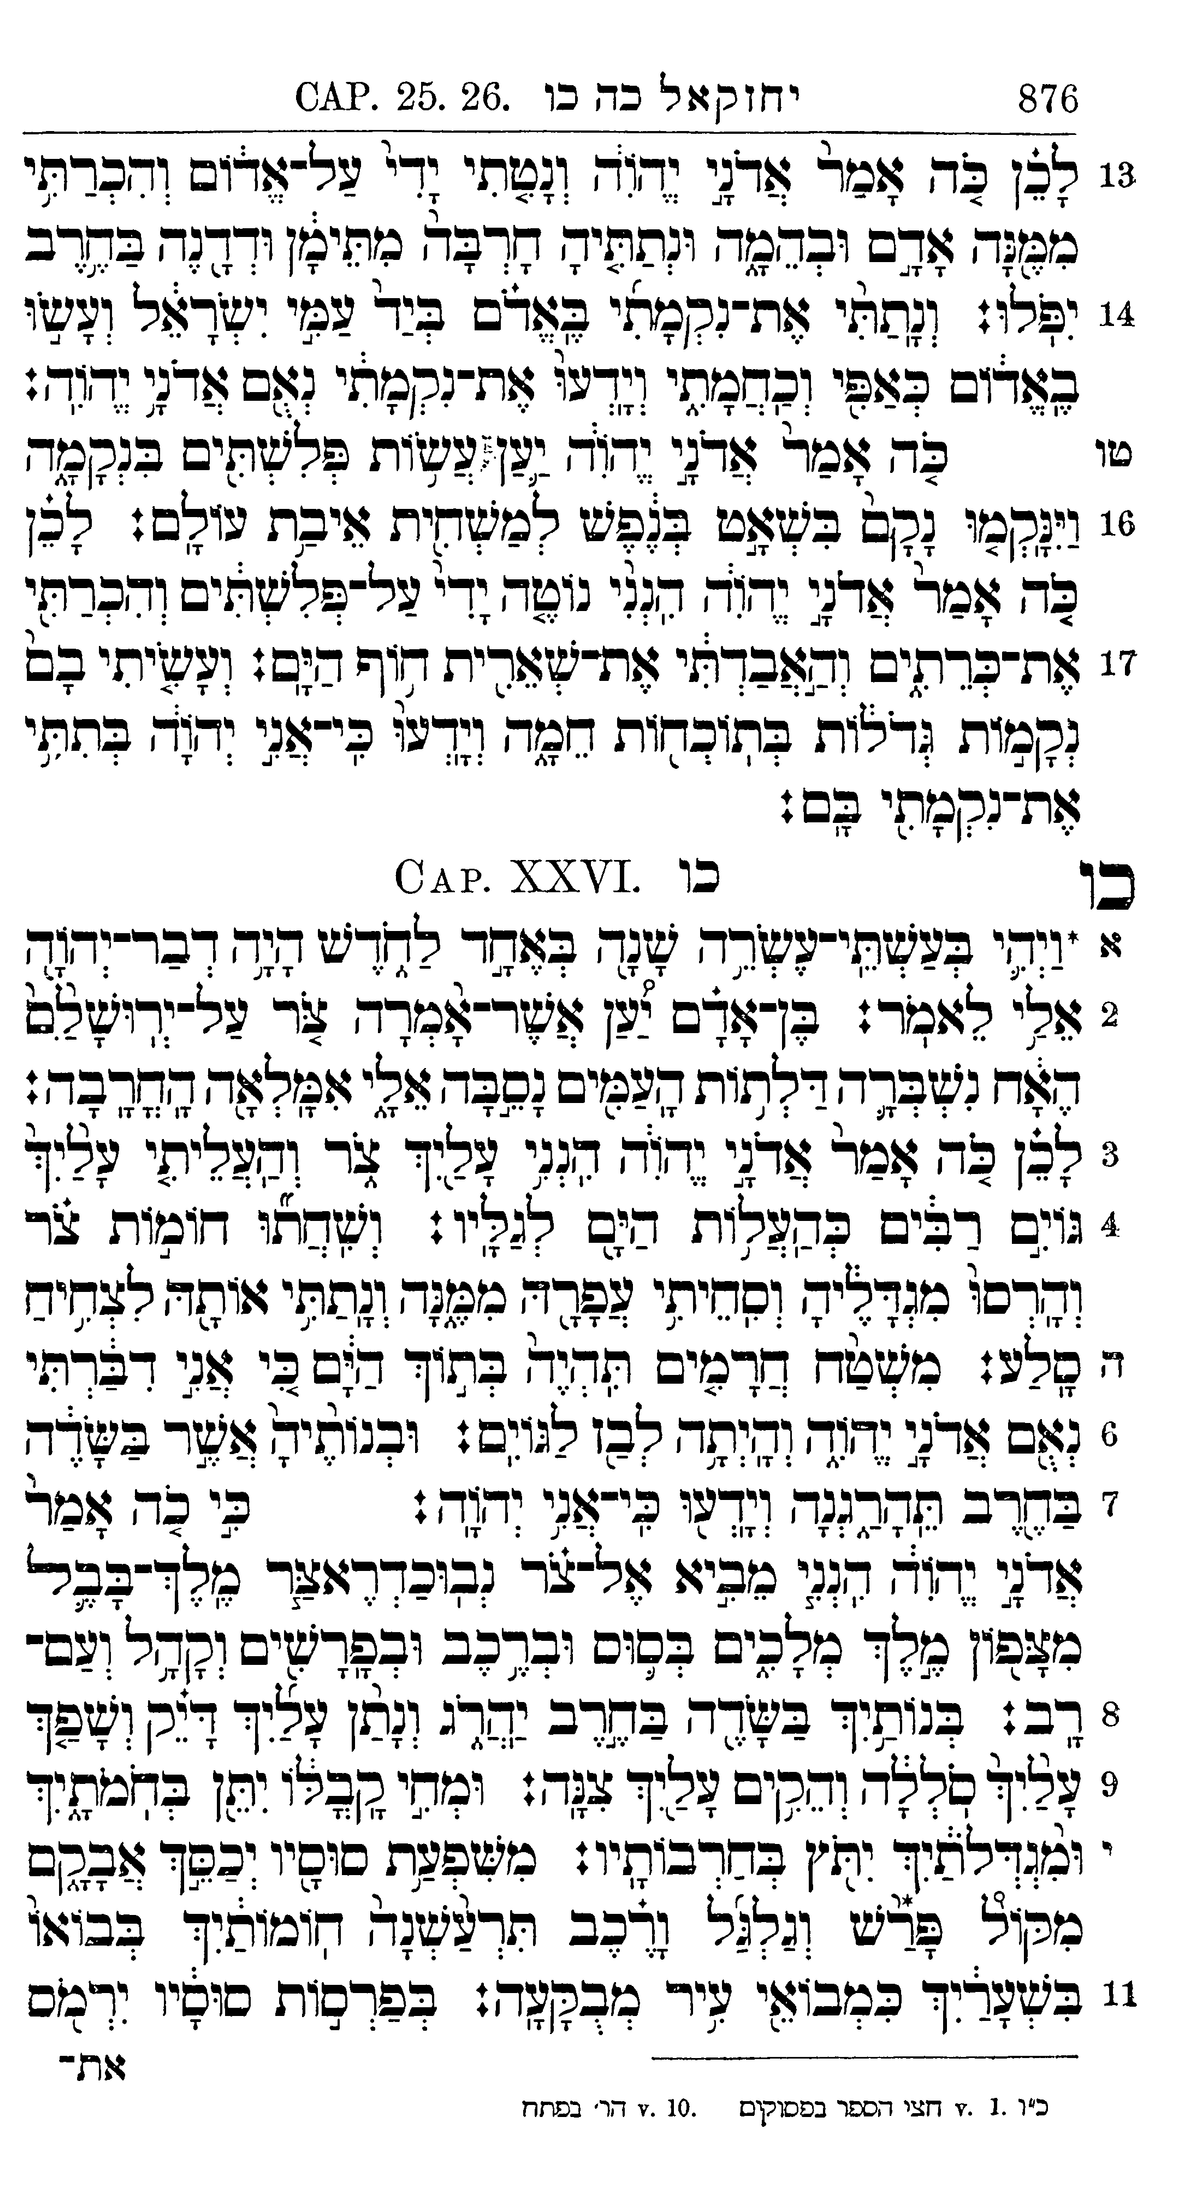 876 יחזקאל כה כו CAP. 25. 26.
13 לָכֵ֗ן כֹּ֤ה אָמַר֙ אֲדֹנָ֣י יֱהוִֹ֔ה וְנָטִ֤תִי יָדִי֙ עַל־אֱד֔וֹם וְהִכְרַתִּ֥י
מִמֶּ֖נָּה אָדָ֣ם וּבְהֵמָ֑ה וּנְתַתִּ֤יהָ חָרְבָּה֙ מִתֵּימָ֔ן וּדְדָ֖נֶה בַּחֶ֥רֶב
14 יִפֹּֽלוּ׃ וְנָתַתִּ֨י אֶת־נִקְמָתִ֜י בֶּאֱדֹ֗ם בְּיַד֙ עַמִּ֣י יִשְׂרָאֵ֔ל וְעָשׂ֣וּ
בֶאֱד֔וֹם כְּאַפִּ֖י וְכַחֲמָתִ֑י וְיָֽדְעוּ֙ אֶת־נִקְמָתִ֔י נְאֻ֖ם אֲדֹנָ֥י יֱהוִֹֽה׃
טו כֹּ֤ה אָמַר֙ אֲדֹנָ֣י יֱהוִֹ֔ה יַ֛עַן עֲשׂ֥וֹת פְּלִשְׁתִּ֖ים בִּנְקָמָ֑ה
16 וַיִּנָּקְמ֤וּ נָקָם֙ בִּשְׁאָ֣ט בְּנֶ֔פֶשׁ לְמַשְׁחִ֖ית אֵיבַ֥ת עוֹלָֽם׃ לָכֵ֗ן
כֹּ֤ה אָמַר֙ אֲדֹנָ֣י יֱהוִֹ֔ה הִנְנִ֨י נוֹטֶ֤ה יָדִי֙ עַל־פְּלִשְׁתִּ֔ים וְהִכְרַתִּ֖י
17 אֶת־כְּרֵתִ֑ים וְהַ֣אֲבַדְתִּ֔י אֶת־שְׁאֵרִ֖ית ח֥וֹף הַיָּֽם׃ וְעָשִׂ֤יתִי בָם֙
נְקָמ֣וֹת גְּדֹל֔וֹת בְּתֽוֹכְח֖וֹת חֵמָ֑ה וְיָֽדְעוּ֙ כִּֽי־אֲנִ֣י יְהוָֹ֔ה בְּתִתִּ֥י
אֶת־נִקְמָתִ֖י בָּֽם׃
כו CAP. XXVI. כו
א *וַיְהִ֛י בְּעַשְׁתֵּֽי־עֶשְׂרֵ֥ה שָׁנָ֖ה בְּאֶחָ֣ד לַחֹ֑דֶשׁ הָיָ֥ה דְבַר־יְהוָֹ֖ה
2 אֵלַ֥י לֵאמֹֽר׃ בֶּן־אָדָ֗ם יַ֠עַן אֲשֶׁר־אָ֨מְרָה צֹּ֤ר עַל־יְרֽוּשָׁלִַ֙ם֙
הֶאָ֔ח נִשְׁבְּרָ֛ה דַּלְת֥וֹת הָעַמִּ֖ים נָסֵ֣בָּה אֵלָ֑י אִמָּלְאָ֖ה הָחֳרָבָֽה׃
3 לָכֵ֗ן כֹּ֤ה אָמַר֙ אֲדֹנָ֣י יֱהוִֹ֔ה הִנְנִ֥י עָלַ֖יִךְ צֹ֑ר וְהַעֲלֵיתִ֤י עָלַ֙יִךְ֙
4 גּוֹיִ֣ם רַבִּ֔ים כְּהַעֲל֥וֹת הַיָּ֖ם לְגַלָּֽיו׃ וְשִׁחֲת֞וּ חוֹמ֣וֹת צֹ֗ר
וְהָֽרְסוּ֙ מִגְדָּלֶ֔יהָ וְסִֽחֵיתִ֥י עֲפָרָ֖הּ מִמֶּ֑נָּה וְנָתַתִּ֥י אוֹתָ֖הּ לִצְחִ֥יחַ
ה סָֽלַע׃ מִשְׁטַ֨ח חֲרָמִ֤ים תִּֽהְיֶה֙ בְּת֣וֹךְ הַיָּ֔ם כִּ֚י אֲנִ֣י דִבַּ֔רְתִּי
6 נְאֻ֖ם אֲדֹנָ֣י יֱהוִֹ֑ה וְהָיְתָ֥ה לְבַ֖ז לַגּוֹיִֽם׃ וּבְנוֹתֶ֙יהָ֙ אֲשֶׁ֣ר בַּשָּׂדֶ֔ה
7 בַּחֶ֖רֶב תֵּהָרַ֑גְנָה וְיָדְע֖וּ כִּֽי־אֲנִ֥י יְהוָֹֽה׃ כִּ֣י כֹ֤ה אָמַר֙
אֲדֹנָ֣י יֱהוִֹ֔ה הִנְנִ֧י מֵבִ֣יא אֶל־צֹ֗ר נְבֽוּכַדְרֶאצַּ֧ר מֶֽלֶךְ־בָּבֶ֛ל
מִצָּפ֖וֹן מֶ֣לֶךְ מְלָכִ֑ים בְּס֛וּס וּבְרֶ֥כֶב וּבְפָרָשִׁ֖ים וְקָהָ֥ל וְעַם־
8 רָֽב׃ בְּנוֹתַ֥יִךְ בַּשָּׂדֶ֖ה בַּחֶ֣רֶב יַהֲרֹ֑ג וְנָתַ֨ן עָלַ֜יִךְ דָּיֵ֗ק וְשָׁפַ֤ךְ
9 עָלַ֙יִךְ֙ סֹֽלְלָ֔ה וְהֵקִ֥ים עָלַ֖יִךְ צִנָּֽה׃ וּמְחִ֣י קָֽבֳלּ֔וֹ יִתֵּ֖ן בְּחֹֽמֹתָ֑יִךְ
י וּמִ֨גְדְּלֹתַ֔יִךְ יִתֹּ֖ץ בְּחַרְבוֹתָֽיו׃ מִשִּׁפְעַ֥ת סוּסָ֖יו יְכַסֵּ֣ךְ אֲבָקָ֑ם
מִקּוֹל֩ פָּרַ֨שׁ* וְגַלְגַּ֜ל וָרֶ֗כֶב תִּרְעַ֙שְׁנָה֙ חֽוֹמוֹתַ֔יִךְ בְּבוֹאוֹ֙
11 בִּשְׁעָרַ֔יִךְ כִּמְבוֹאֵ֖י עִ֥יר מְבֻקָּעָֽה׃ בְּפַרְס֣וֹת סוּסָ֔יו יִרְמֹ֖ס
את־
כ״ו v. 1. חצי הספר בפסוקים v. 10. הר׳ בפתח